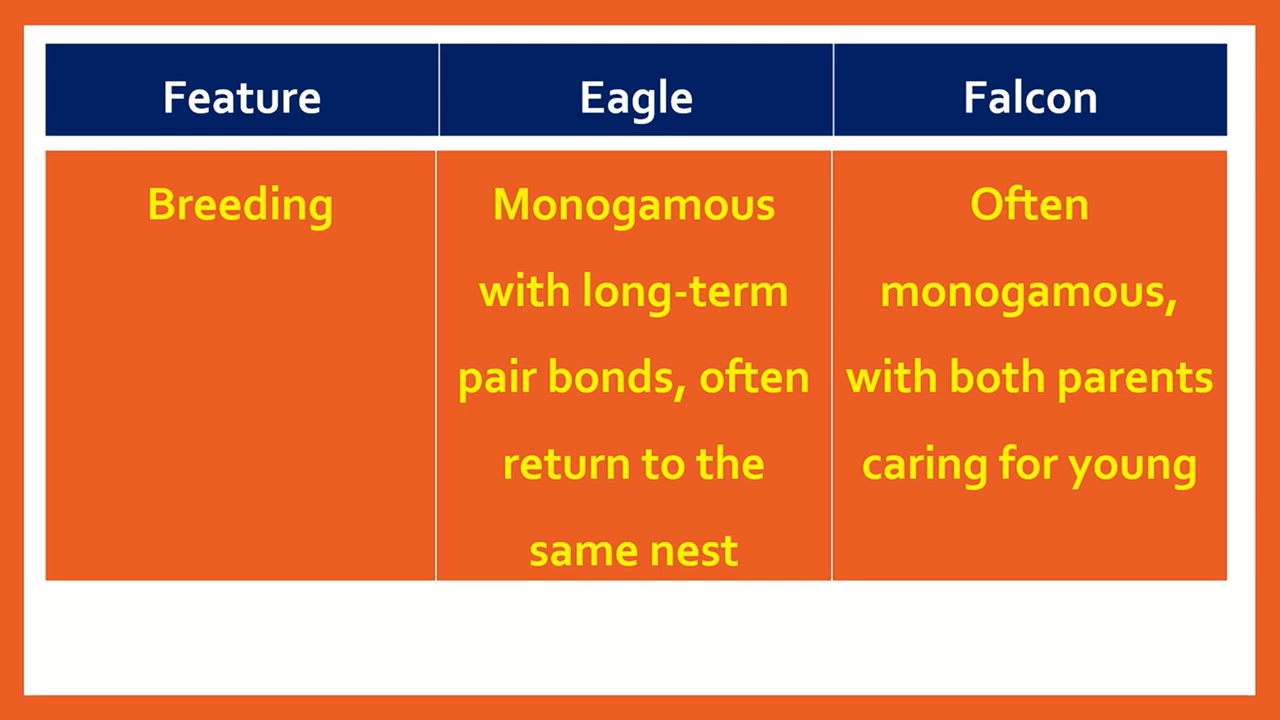 Feature
Eagle
Falcon
Breeding
Monogamous
with long-term
pair bonds, often
return to the
same nest
Often
monogamous,
with both parents
caring for young